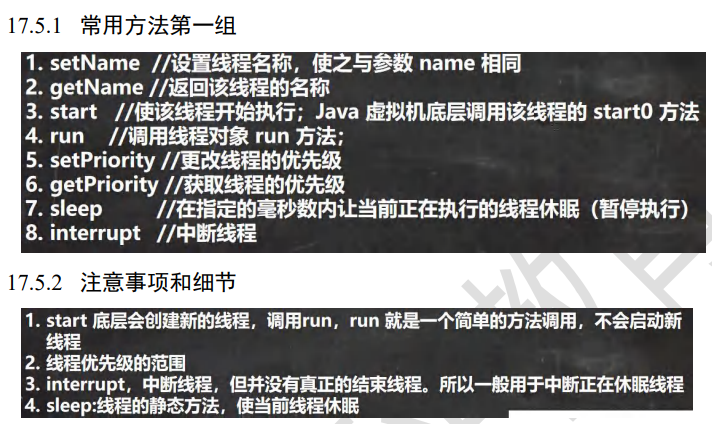 17.5.1 常用方法第一组
1. setName //设置线程名称，使之与参数 name 相同
2. getName //返回该线程的名称
3. start //使该线程开始执行；Java 虚拟机底层调用该线程的 start0 方法
4. run //调用线程对象 run 方法；
5. setPriority //更改线程的优先级
6. getPriority //获取线程的优先级
7. sleep //在指定的毫秒数内让当前正在执行的线程休眠（暂停执行）
8. interrupt //中断线程
17.5.2 注意事项和细节
1. start 底层会创建新的线程，调用run，run 就是一个简单的方法调用，不会启动新
线程
2. 线程优先级的范围
3. interrupt，中断线程，但并没有真正的结束线程。所以一般用于中断正在休眠线程
4. sleep:线程的静态方法，使当前线程休眠